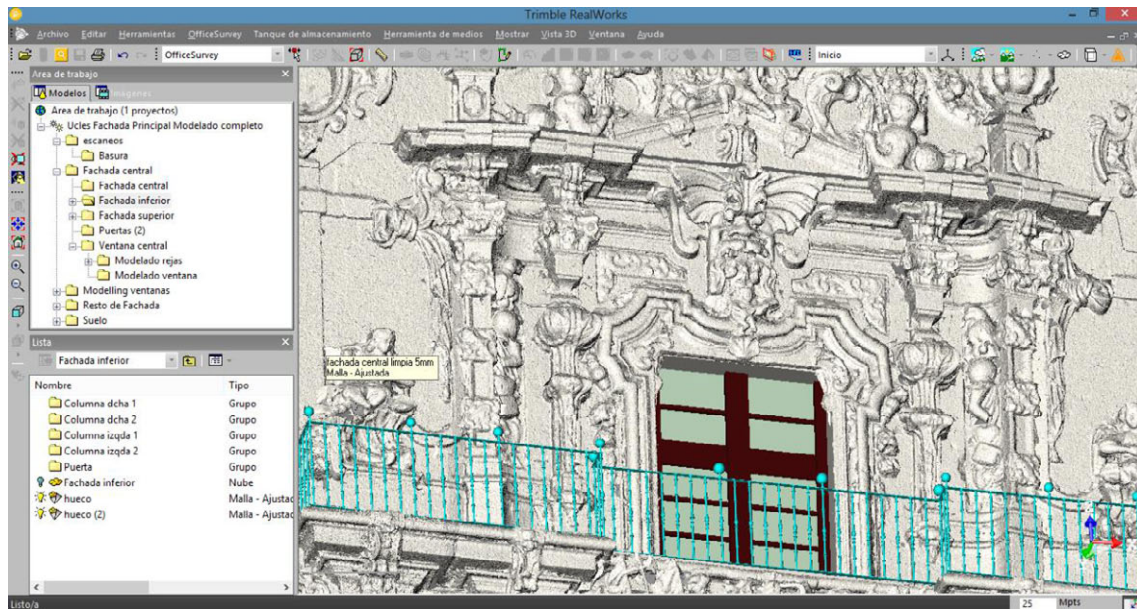 Trimble RealWorks
Archivo Editar Herramientas OfficeSurvey Tanque de almacenamiento Herramienta de medios Mostrar Vista 3D Ventana Ayuda
OfficeSurvey Inicio
Area de trabajo
Modelos Imágenes
Area de trabajo (1 proyectos)
Ucles Fachada Principal Modelado completo
escaneos
Basura
Fachada central
Fachada central
Fachada inferior
Fachada superior
Puertas (2)
Ventana central
Modelado rejas
Modelado ventana
Modelling ventanas
Resto de Fachada
Suelo
Lista
Fachada inferior
Nombre Tipo
Columna dcha 1 Grupo
Columna dcha 2 Grupo
Columna izqda 1 Grupo
Columna izqda 2 Grupo
Puerta Grupo
Fachada inferior Nube
hueco Malla - Ajustac
hueco (2) Malla - Ajustac
fachada central limpia 5mm
Malla - Ajustada
Listo/a 25 Mpts